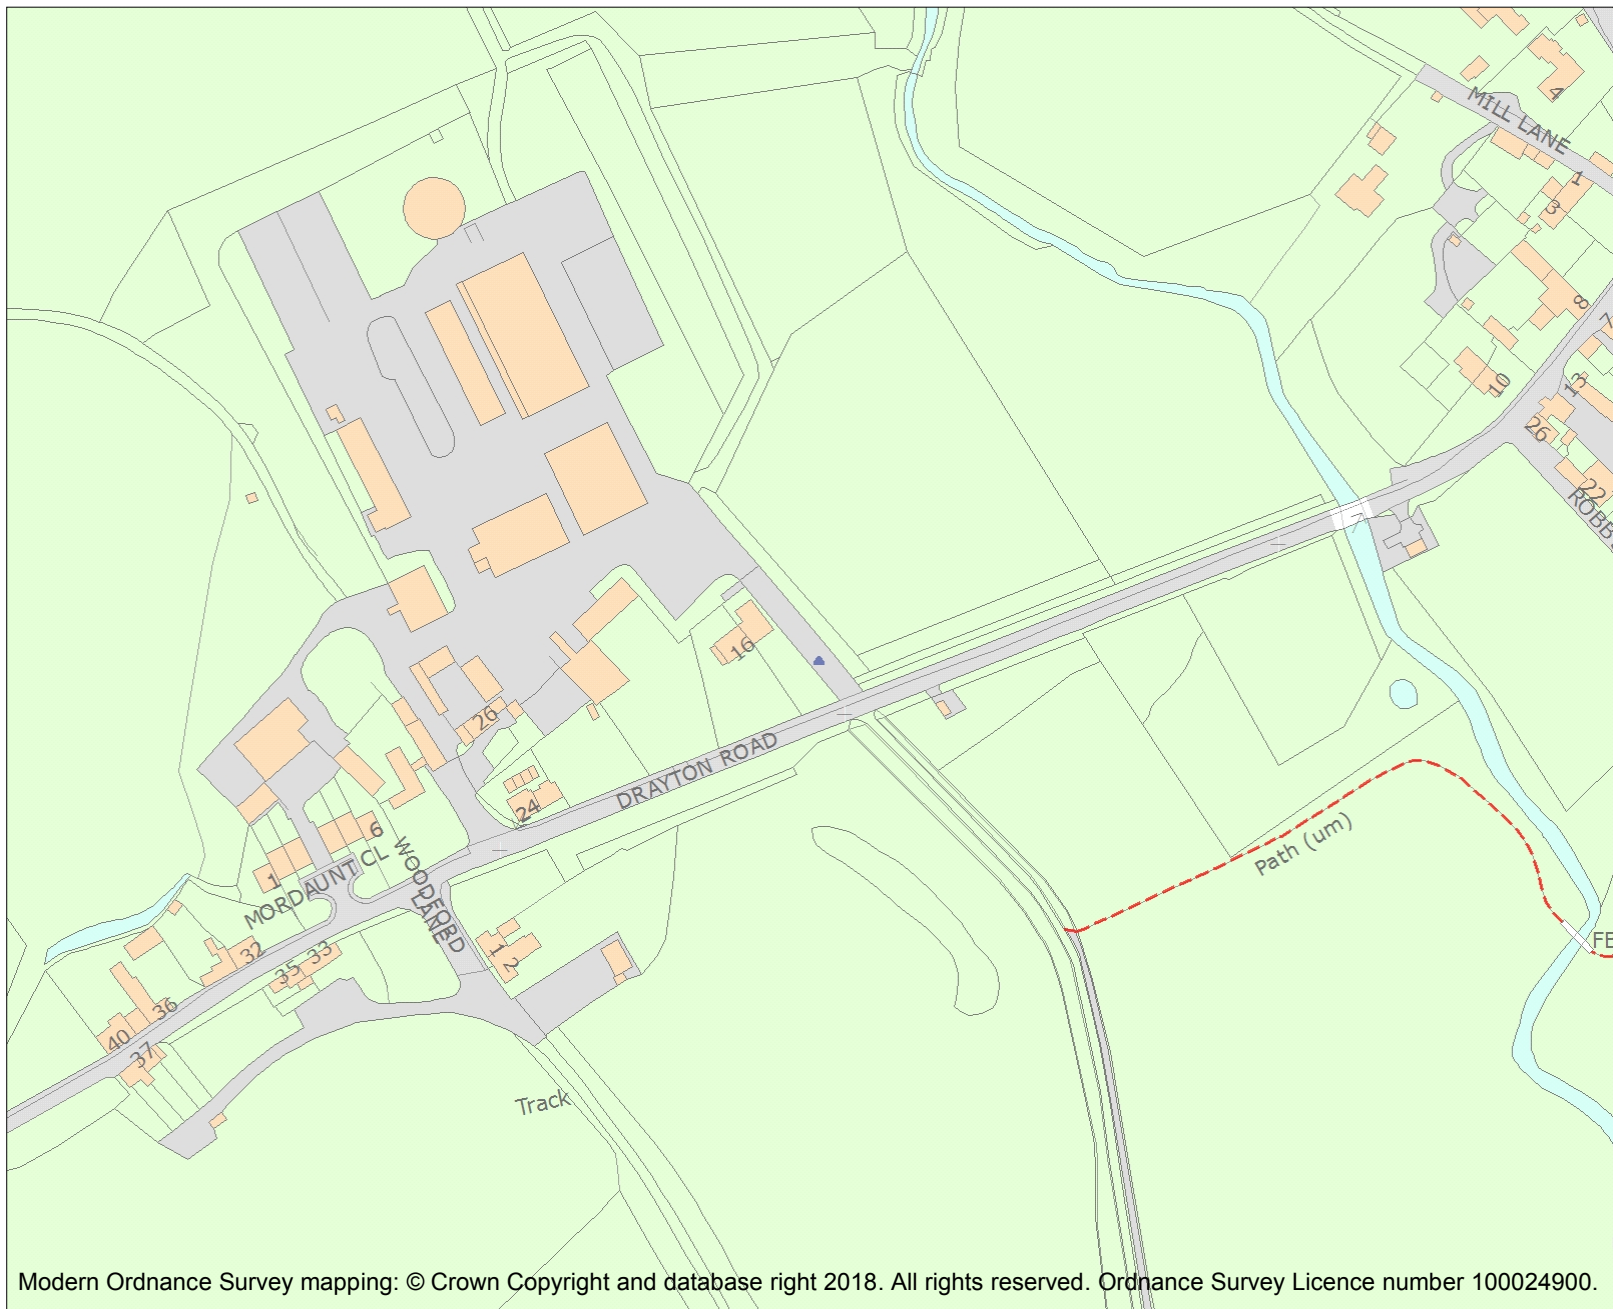 MILL LANE
4
1
3
8
7
10
13
26
22
16
26
DRAYTON ROAD
24
6
1
MORDAUNT CL
WOODFORD
LANE
Path (um)
32
33
35
1
2
36
40
37
Track
Modern Ordnance Survey mapping: © Crown Copyright and database right 2018. All rights reserved. Ordnance Survey Licence number 100024900.